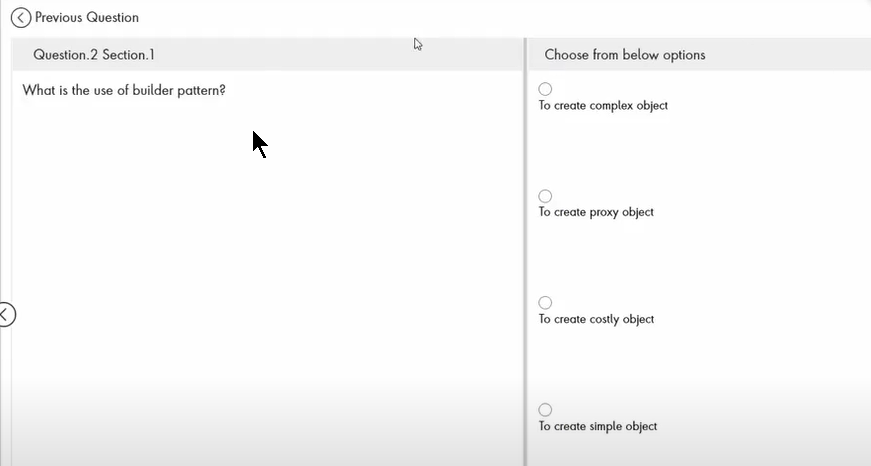 Previous Question
Question.2 Section.1
What is the use of builder pattern?
Choose from below options
To create complex object
To create proxy object
To create costly object
To create simple object